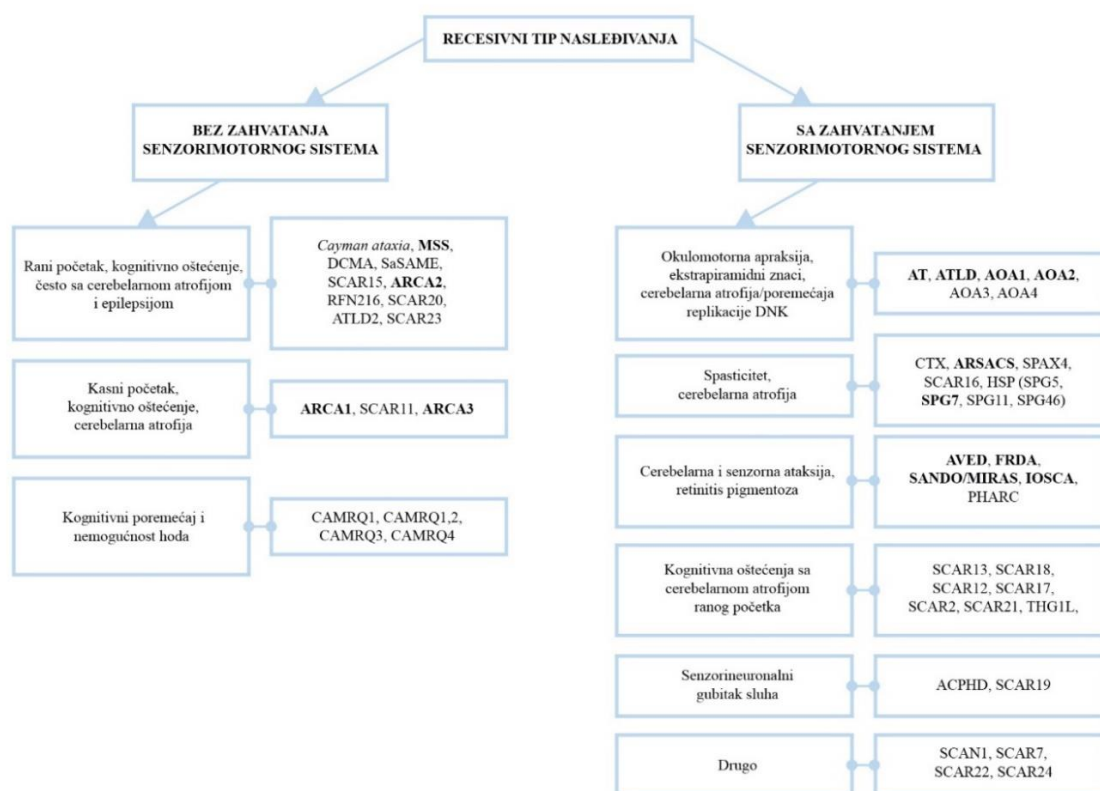 RECESIVNI TIP NASLEĐIVANJA
BEZ ZAHVATANJA
SENZORIMOTORNOG SISTEMA
Rani početak, kognitivno oštećenje,
često sa cerebelarnom atrofijom
i epilepsijom
Cayman ataxia, MSS,
DCMA, SaSAME,
SCAR15, ARCA2,
RFN216, SCAR20,
ATLD2, SCAR23
Kasni početak,
kognitivno oštećenje,
cerebelarna atrofija
ARCA1, SCAR11, ARCA3
Kognitivni poremećaj i
nemogućnost hoda
CAMRQ1, CAMRQ1,2,
CAMRQ3, CAMRQ4
SA ZAHVATANJEM
SENZORIMOTORNOG SISTEMA
Okulomotorna apraksija,
ekstrapiramidni znaci,
cerebelarna atrofija/poremećaja
replikacije DNK
AT, ATLD, AOA1, AOA2,
AOA3, AOA4
Spasticitet,
cerebelarna atrofija
CTX, ARSACS, SPAX4,
SCAR16, HSP (SPG5,
SPG7, SPG11, SPG46)
Cerebelarna i senzorna ataksija,
retinitis pigmentoza
AVED, FRDA,
SANDO/MIRAS, IOSCA,
PHARC
Kognitivna oštećenja sa
cerebelarnom atrofijom
ranog početka
SCAR13, SCAR18,
SCAR12, SCAR17,
SCAR2, SCAR21, THG1L,
Senzorineuronalni
gubitak sluha
ACPHD, SCAR19
Drugo
SCAN1, SCAR7,
SCAR22, SCAR24